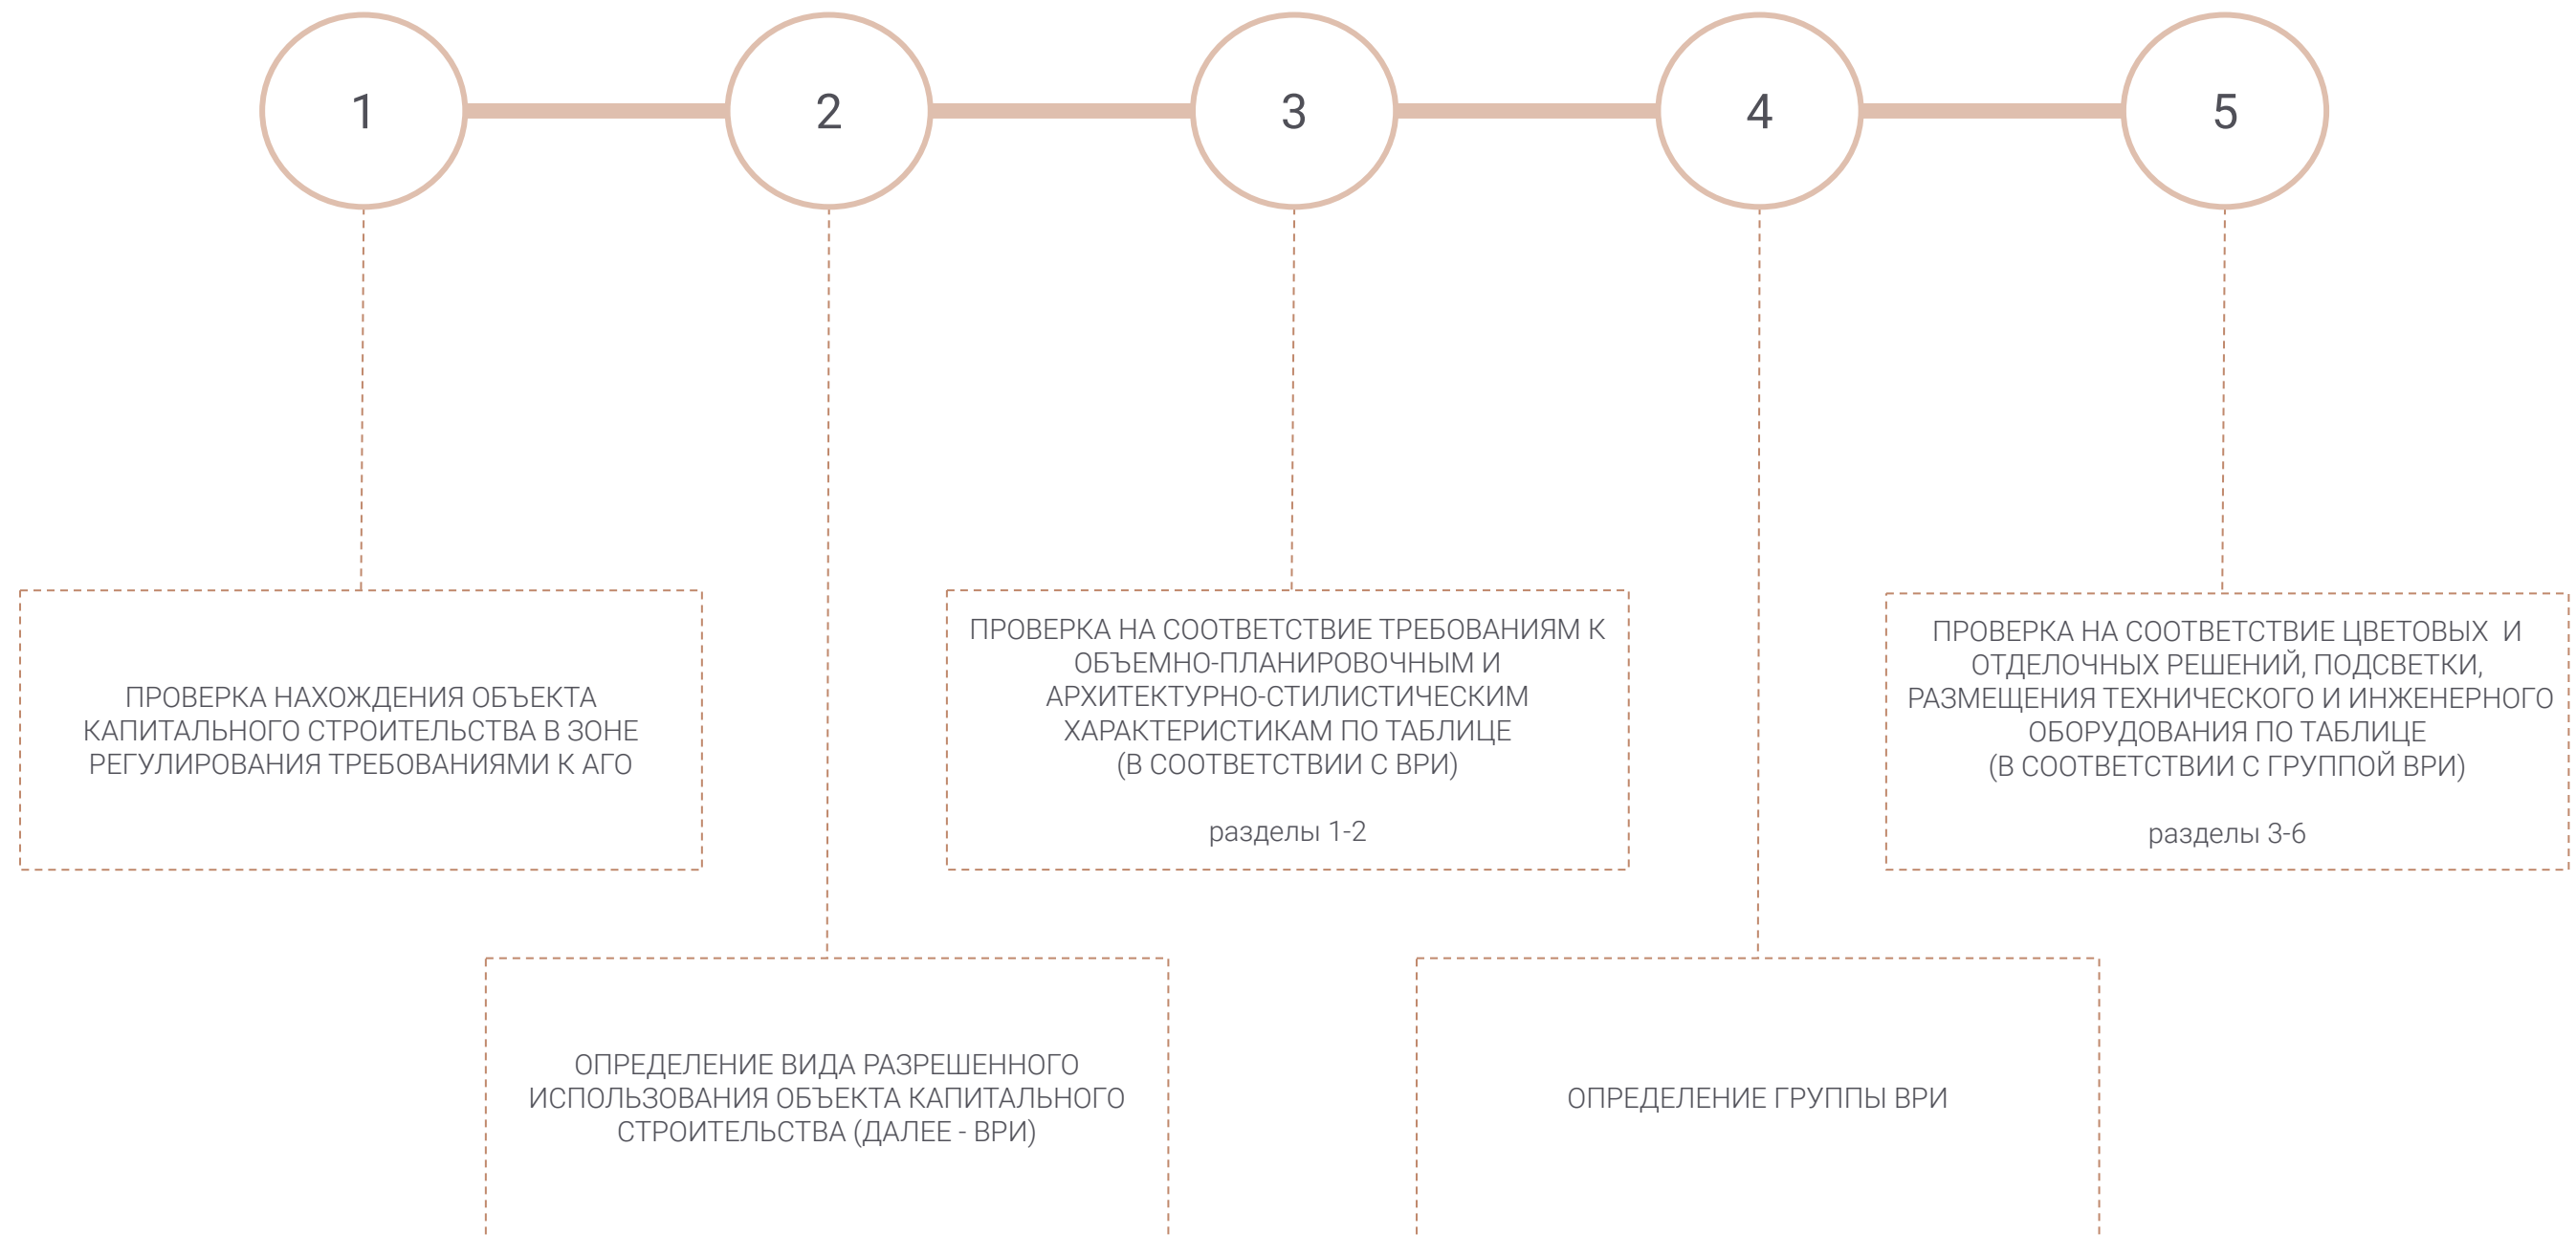 1
2
3
4
5
ПРОВЕРКА НАХОЖДЕНИЯ ОБЪЕКТА
КАПИТАЛЬНОГО СТРОИТЕЛЬСТВА В ЗОНЕ
РЕГУЛИРОВАНИЯ ТРЕБОВАНИЯМИ К АГО
ОПРЕДЕЛЕНИЕ ВИДА РАЗРЕШЕННОГО
ИСПОЛЬЗОВАНИЯ ОБЪЕКТА КАПИТАЛЬНОГО
СТРОИТЕЛЬСТВА (ДАЛЕЕ - ВРИ)
ПРОВЕРКА НА СООТВЕТСТВИЕ ТРЕБОВАНИЯМ К
ОБЪЕМНО-ПЛАНИРОВОЧНЫМ И
АРХИТЕКТУРНО-СТИЛИСТИЧЕСКИМ
ХАРАКТЕРИСТИКАМ ПО ТАБЛИЦЕ
(В СООТВЕТСТВИИ С ВРИ)
разделы 1-2
ОПРЕДЕЛЕНИЕ ГРУППЫ ВРИ
ПРОВЕРКА НА СООТВЕТСТВИЕ ЦВЕТОВЫХ И
ОТДЕЛОЧНЫХ РЕШЕНИЙ, ПОДСВЕТКИ,
РАЗМЕЩЕНИЯ ТЕХНИЧЕСКОГО И ИНЖЕНЕРНОГО
ОБОРУДОВАНИЯ ПО ТАБЛИЦЕ
(В СООТВЕТСТВИИ С ГРУППОЙ ВРИ)
разделы 3-6